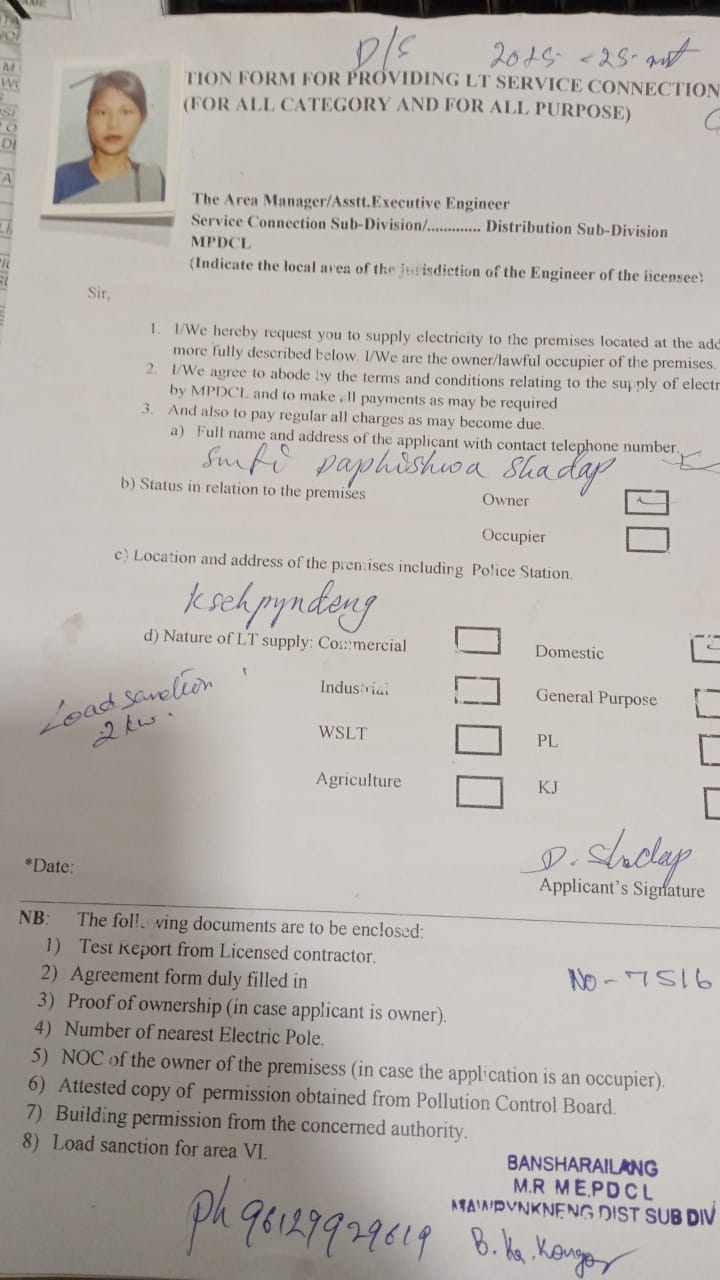 D/S
TION FORM FOR PROVIDING LT SERVICE CONNECTION
(FOR ALL CATEGORY AND FOR ALL PURPOSE)
The Area Manager/Asstt.Executive Engineer
Service Connection Sub-Division/............. Distribution Sub-Division
MPDCL
(Indicate the local area of the jurisdiction of the Engineer of the licensee)
Sir,
1. I/We hereby request you to supply electricity to the premises located at the add
more fully described below. I/We are the owner/lawful occupier of the premises.
2. I/We agree to abode by the terms and conditions relating to the supply of electr
by MPDCL and to make all payments as may be required
3. And also to pay regular all charges as may become due.
a) Full name and address of the applicant with contact telephone number.
Smti Daphishwa Shadap
b) Status in relation to the premises
Owner
Occupier
c) Location and address of the premises including Police Station.
Ksehpyndeng
d) Nature of LT supply: Commercial
Domestic
Industrial
General Purpose
Load sanction
2 kw.
WSLT
PL
Agriculture
KJ
D. Shadap
*Date:
Applicant's Signature
NB: The following documents are to be enclosed:
1) Test Report from Licensed contractor.
2) Agreement form duly filled in
No - 7516
3) Proof of ownership (in case applicant is owner).
4) Number of nearest Electric Pole.
5) NOC of the owner of the premisess (in case the application is an occupier).
6) Attested copy of permission obtained from Pollution Control Board.
7) Building permission from the concerned authority.
8) Load sanction for area VI.
BANSHARAILANG
M.R MEPDCL
MAWRYNKNENG DIST SUB DIV
ph 96129929619